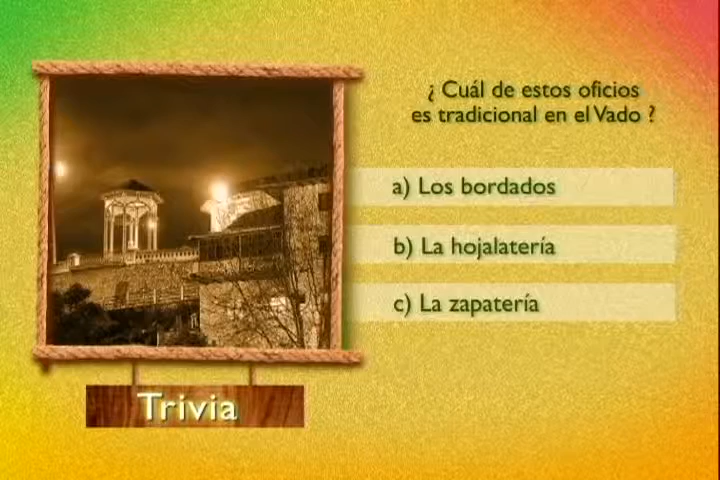 ¿ Cuál de estos oficios
es tradicional en el Vado ?
a) Los bordados
b) La hojalatería
c) La zapatería
Trivia